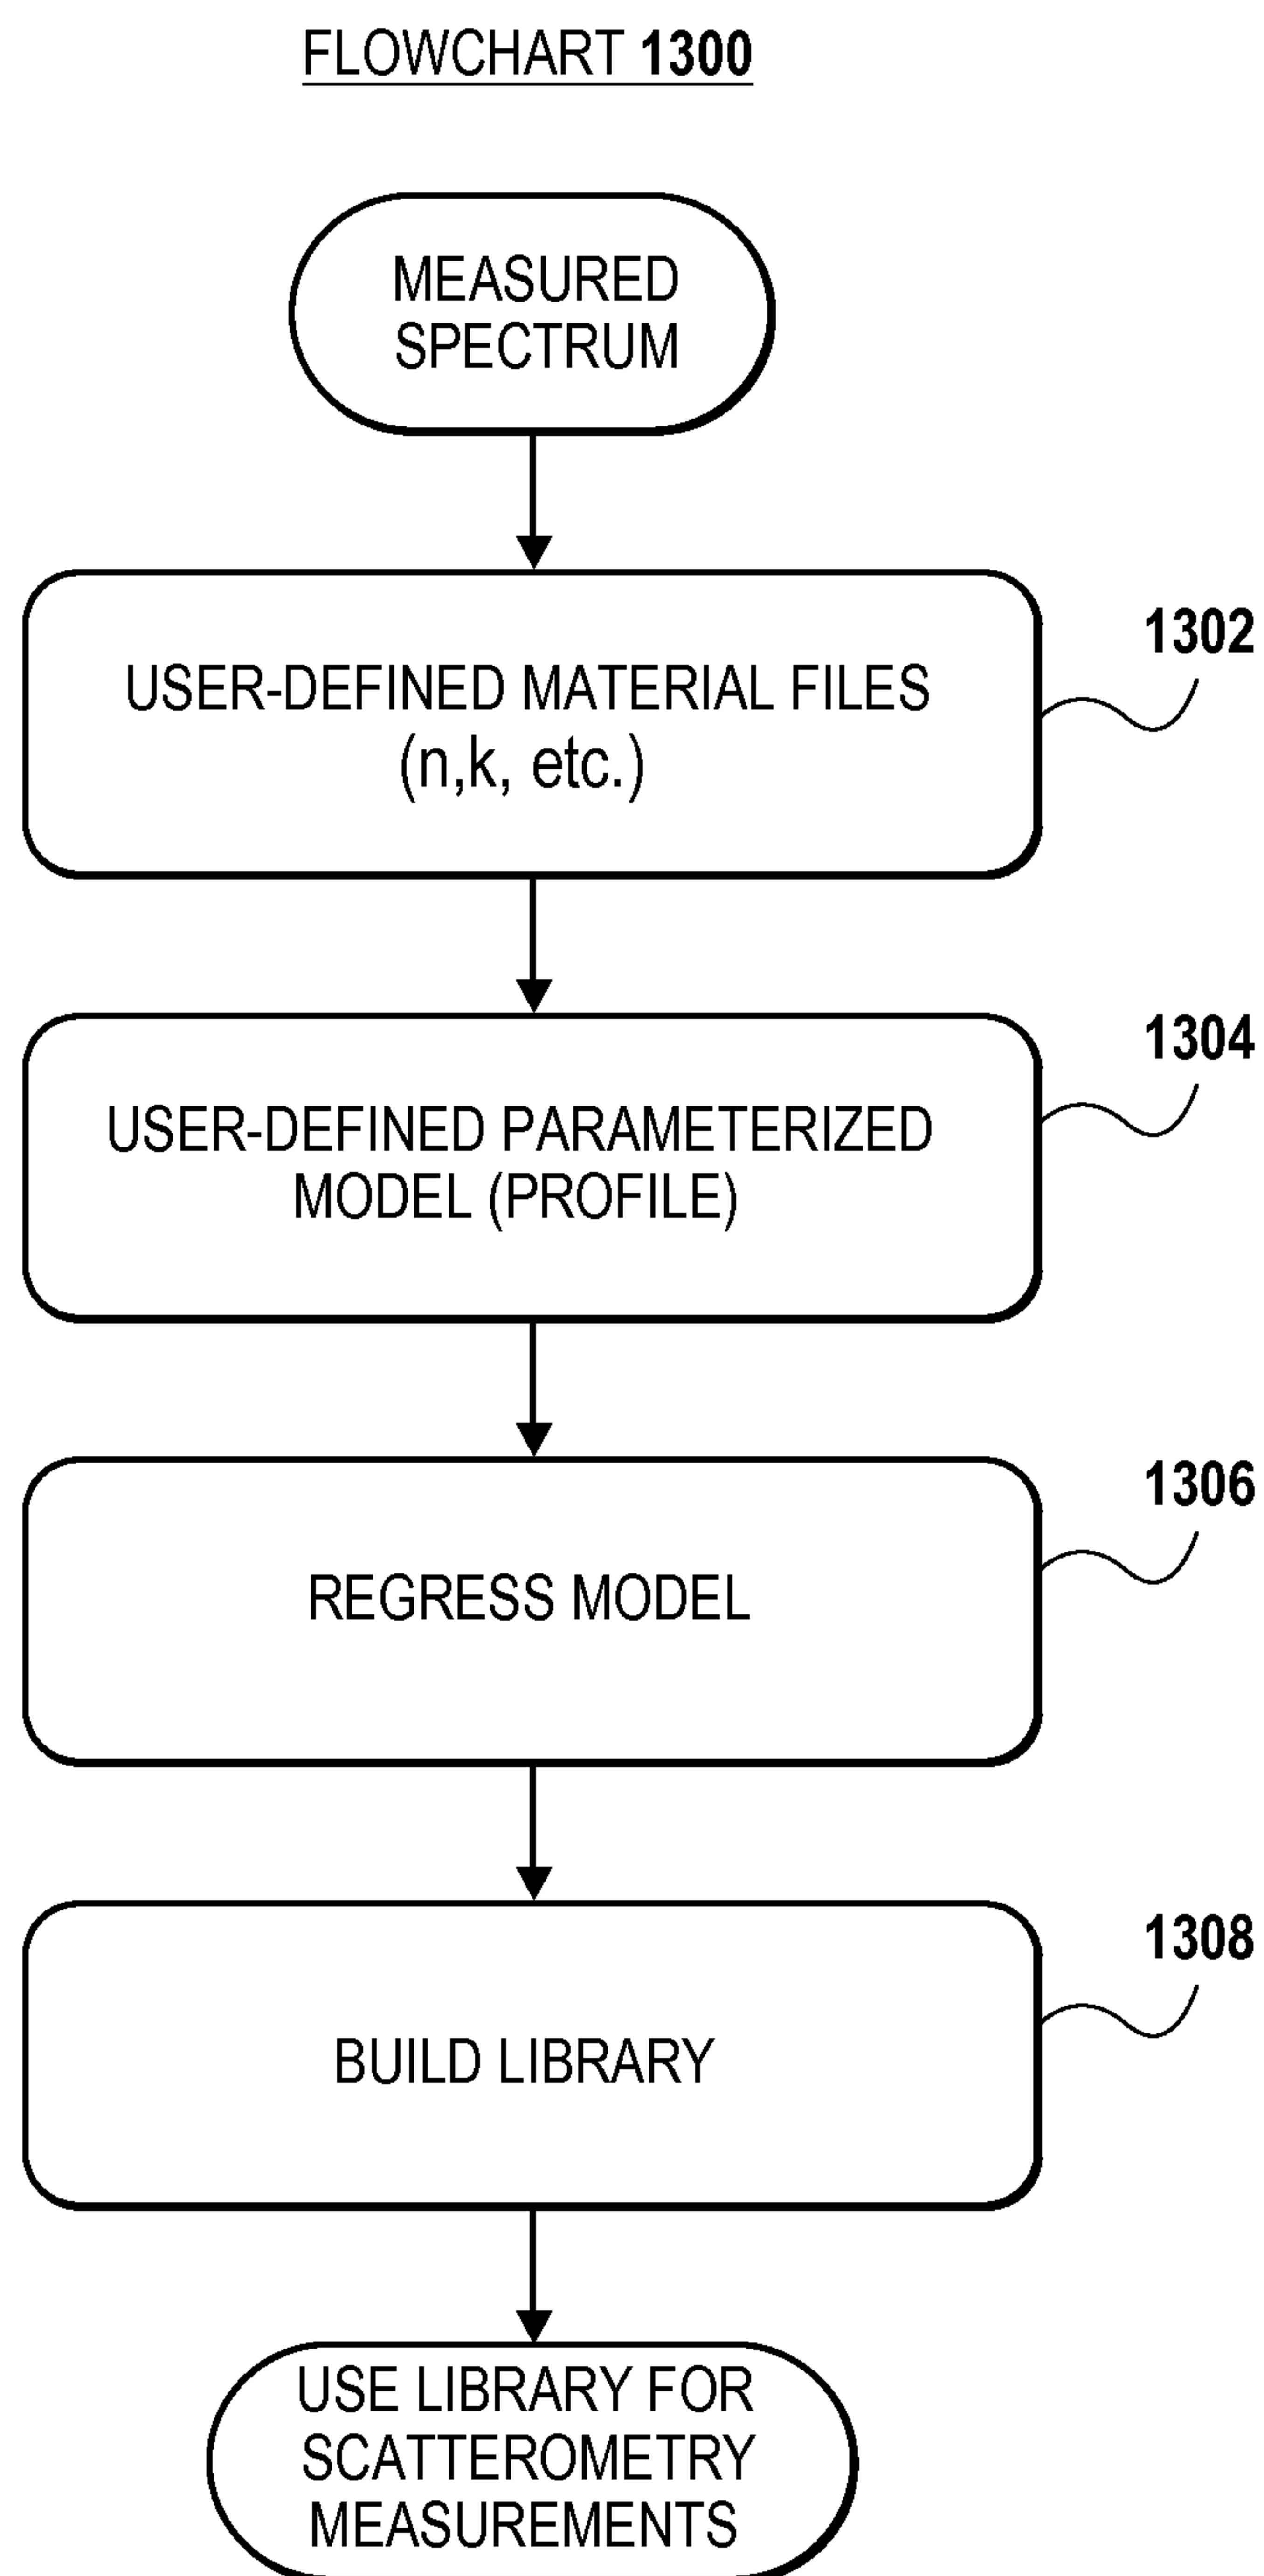 FLOWCHART 1300
MEASURED
SPECTRUM
USER-DEFINED MATERIAL FILES
(n,k, etc.)
1302
USER-DEFINED PARAMETERIZED
MODEL (PROFILE)
1304
REGRESS MODEL
1306
BUILD LIBRARY
1308
USE LIBRARY FOR
SCATTEROMETRY
MEASUREMENTS